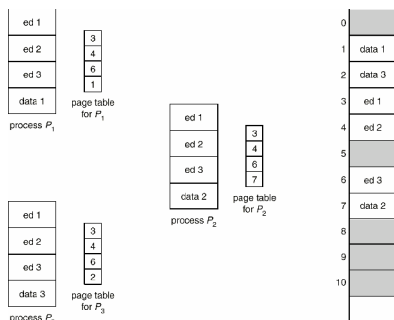 ed 1
ed 2
ed 3
data 1
process P1
3
4
6
1
page table
for P1
ed 1
ed 2
ed 3
data 2
process P2
3
4
6
7
page table
for P2
ed 1
ed 2
ed 3
data 3
process
3
4
6
2
page table
for P3
0
1 data 1
2 data 3
3 ed 1
4 ed 2
5
6 ed 3
7 data 2
8
9
10